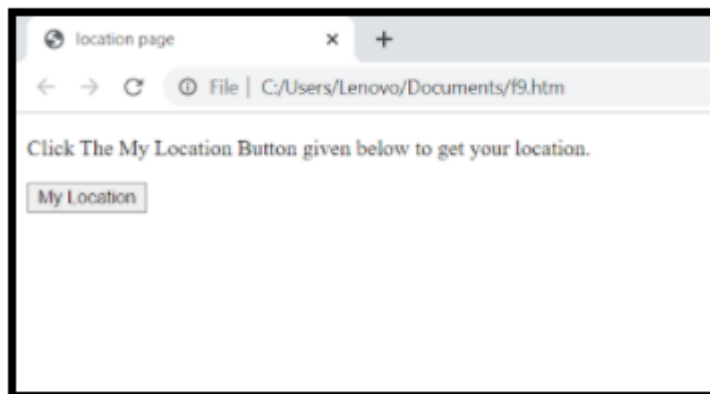 location page
File | C:/Users/Lenovo/Documents/f9.htm
Click The My Location Button given below to get your location.
My Location